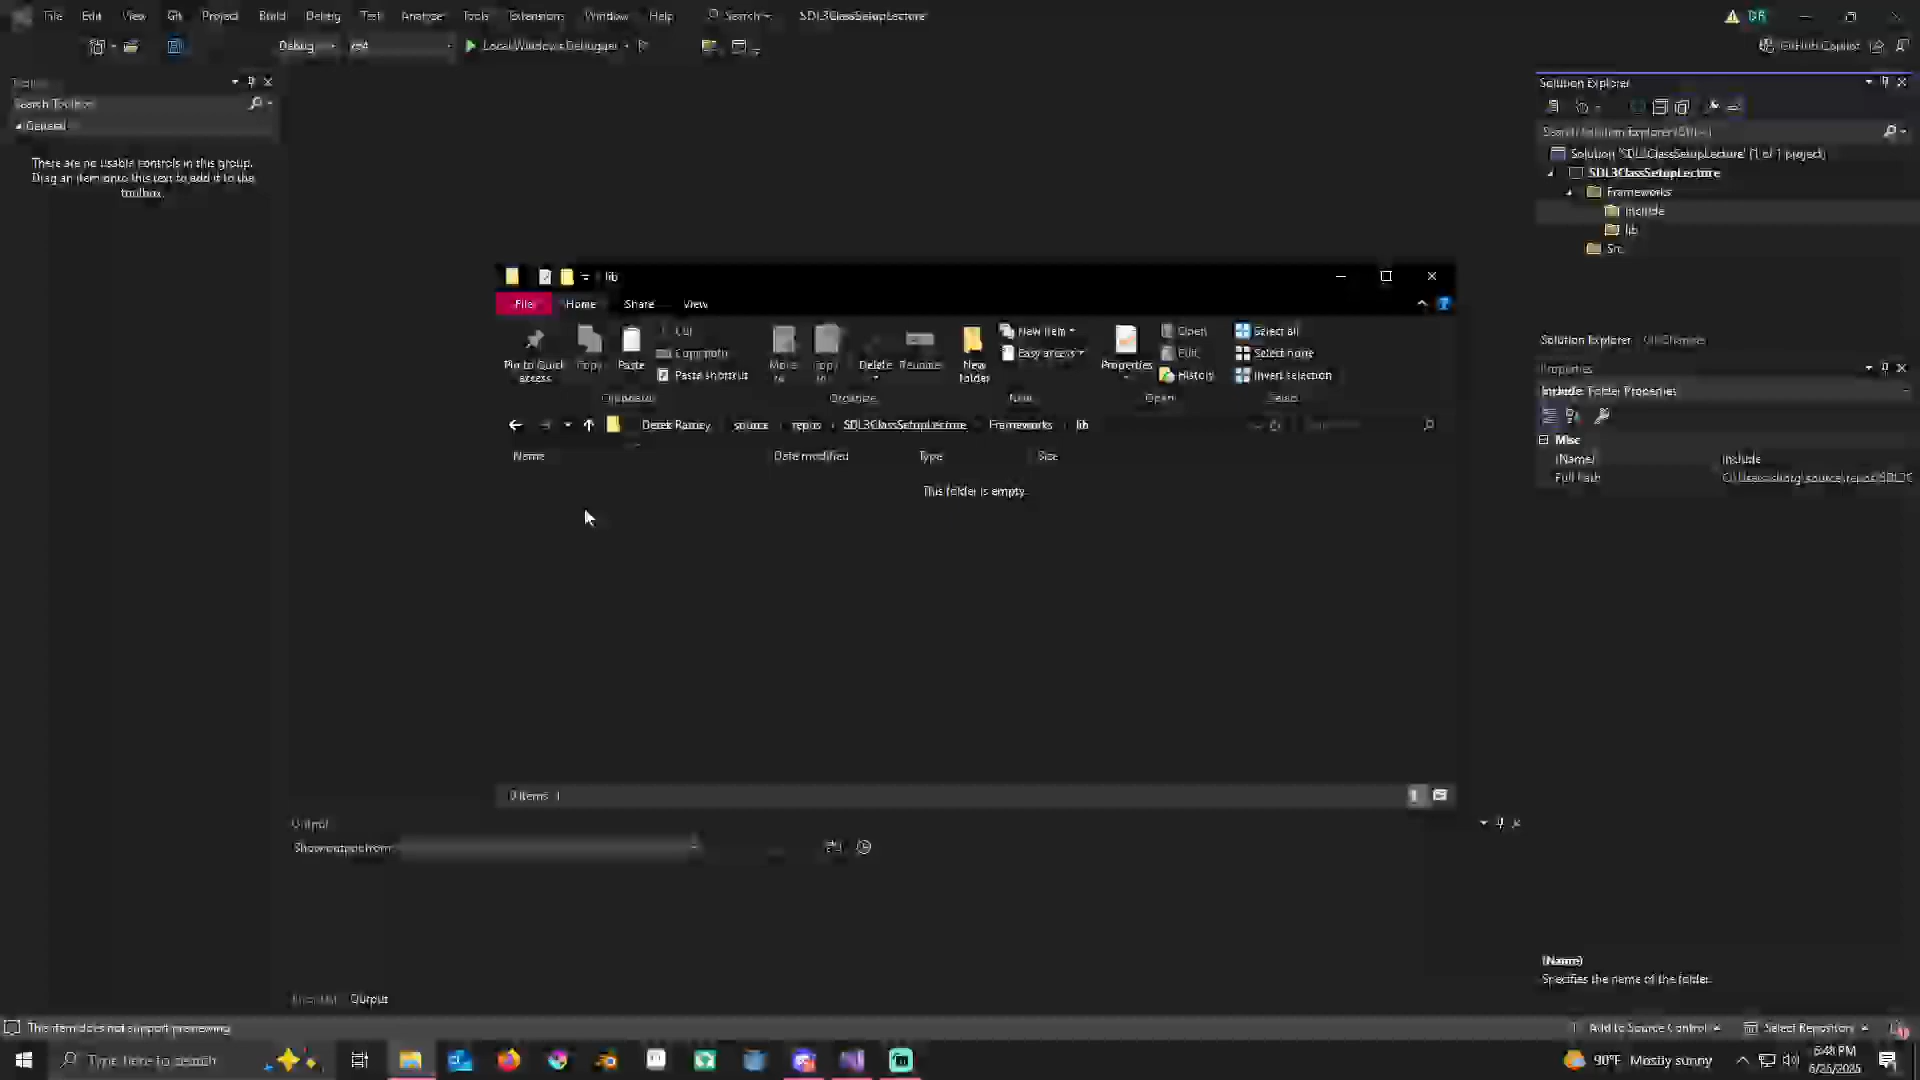 File Edit View Git Project Build Debug Test Analyze Tools Extensions Window Help Search SDL3ClassSetupLecture DR
Debug x64 Local Windows Debugger GitHub Copilot
Search Toolbox
General
There are no usable controls in this group.
Drag an item onto this text to add it to the
toolbox.
lib
File Home Share View
Pin to Quick
access
Copy
Paste
Cut
Copy path
Paste shortcut
Clipboard
Move
to
Copy
to
Delete
Rename
Organize
New
folder
New item
Easy access
New
Properties
Open
Edit
History
Open
Select all
Select none
Invert selection
Select
Derek Ramey source repos SDL3ClassSetupLecture Frameworks lib
Name Date modified Type Size
This folder is empty.
0 items
Output
Show output from:
Output
Solution Explorer
Search Solution Explorer
Solution 'SDL3ClassSetupLecture' (1 of 1 project)
SDL3ClassSetupLecture
Frameworks
include
lib
Src
Solution Explorer Git Changes
Properties
include Folder Properties
Misc
(Name) include
Full Path
(Name)
Specifies the name of the folder.
This item does not support previewing
Add to Source Control Select Repository
Type here to search
90°F Mostly sunny
6:48 PM